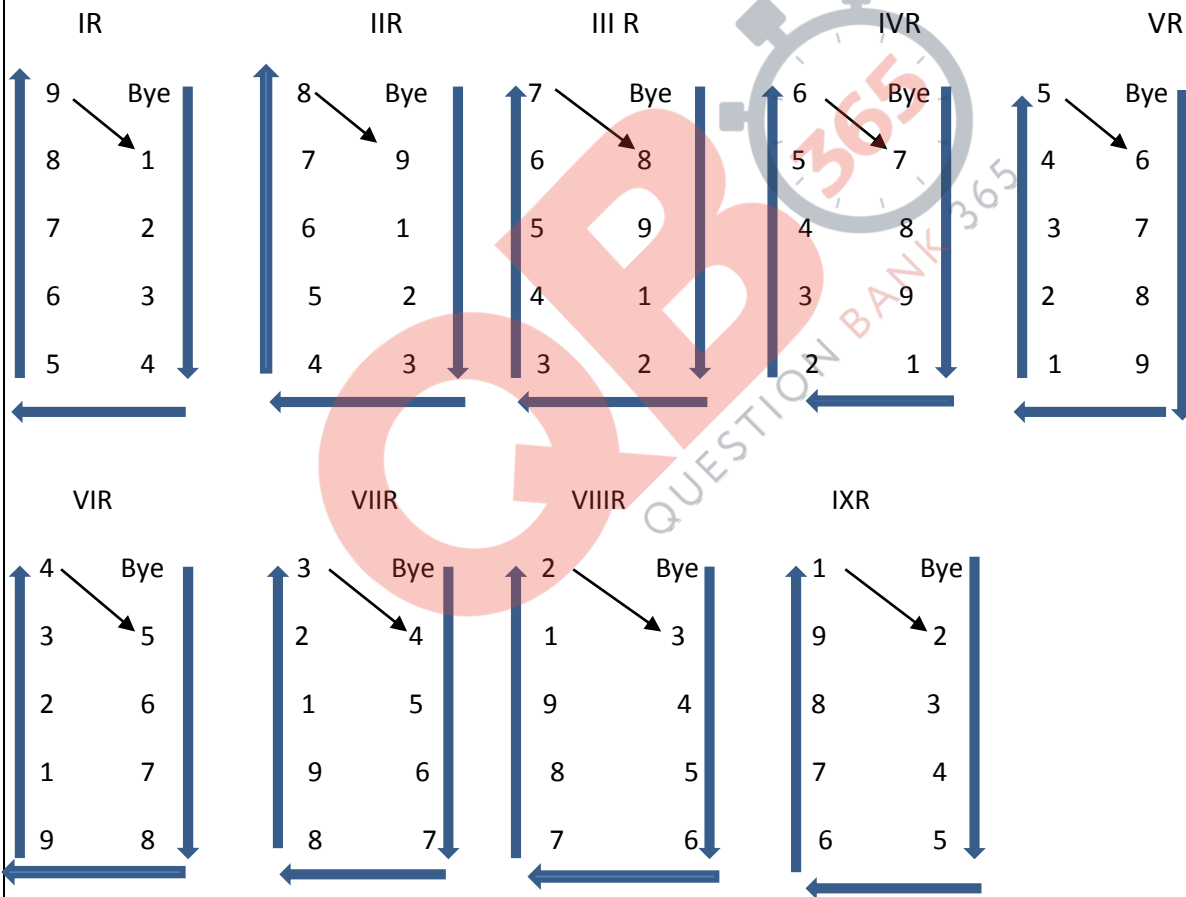 IR IIR III R IVR VR
9 Bye 8 Bye 7 Bye 6 Bye 5 Bye
8 1 7 9 6 8 5 7 4 6
7 2 6 1 5 9 4 8 3 7
6 3 5 2 4 1 3 9 2 8
5 4 4 3 3 2 2 1 1 9
VIR VIIR VIIIR IXR
4 Bye 3 Bye 2 Bye 1 Bye
3 5 2 4 1 3 9 2
2 6 1 5 9 4 8 3
1 7 9 6 8 5 7 4
9 8 8 7 7 6 6 5
365
QB
QUESTION BANK 365